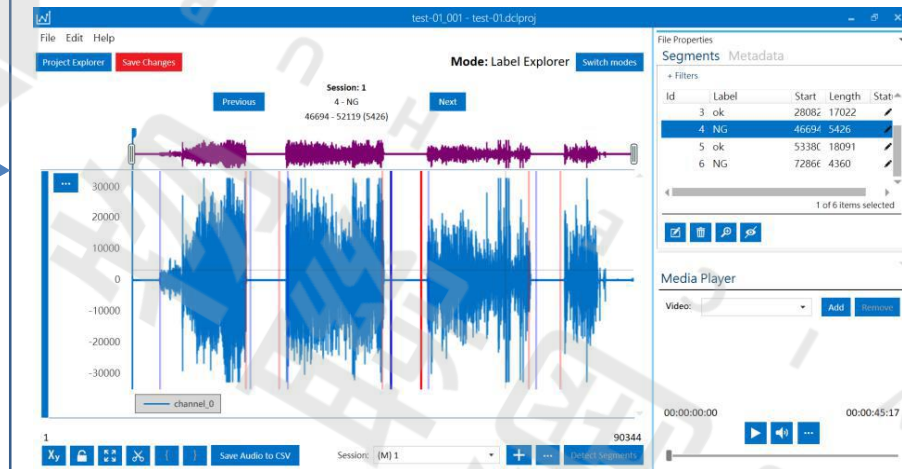 test-01_001 - test-01.dclproj
File Edit Help
Project Explorer
Save Changes
Mode: Label Explorer
Switch modes
Session: 1
Previous
4 - NG
Next
46694 - 52119 (5426)
...
30000
20000
10000
0
-10000
-20000
-30000
channel_0
1
90344
Xy
Save Audio to CSV
Session: (M) 1
+
...
Detect Segments
File Properties
Segments Metadata
+ Filters
Id Label Start Length
3 ok 28082 17022
4 NG 46694 5426
5 ok 53380 18091
6 NG 72866 4360
1 of 6 items selected
Media Player
Video:
Add
Remove
00:00:00:00
00:00:45:17
...